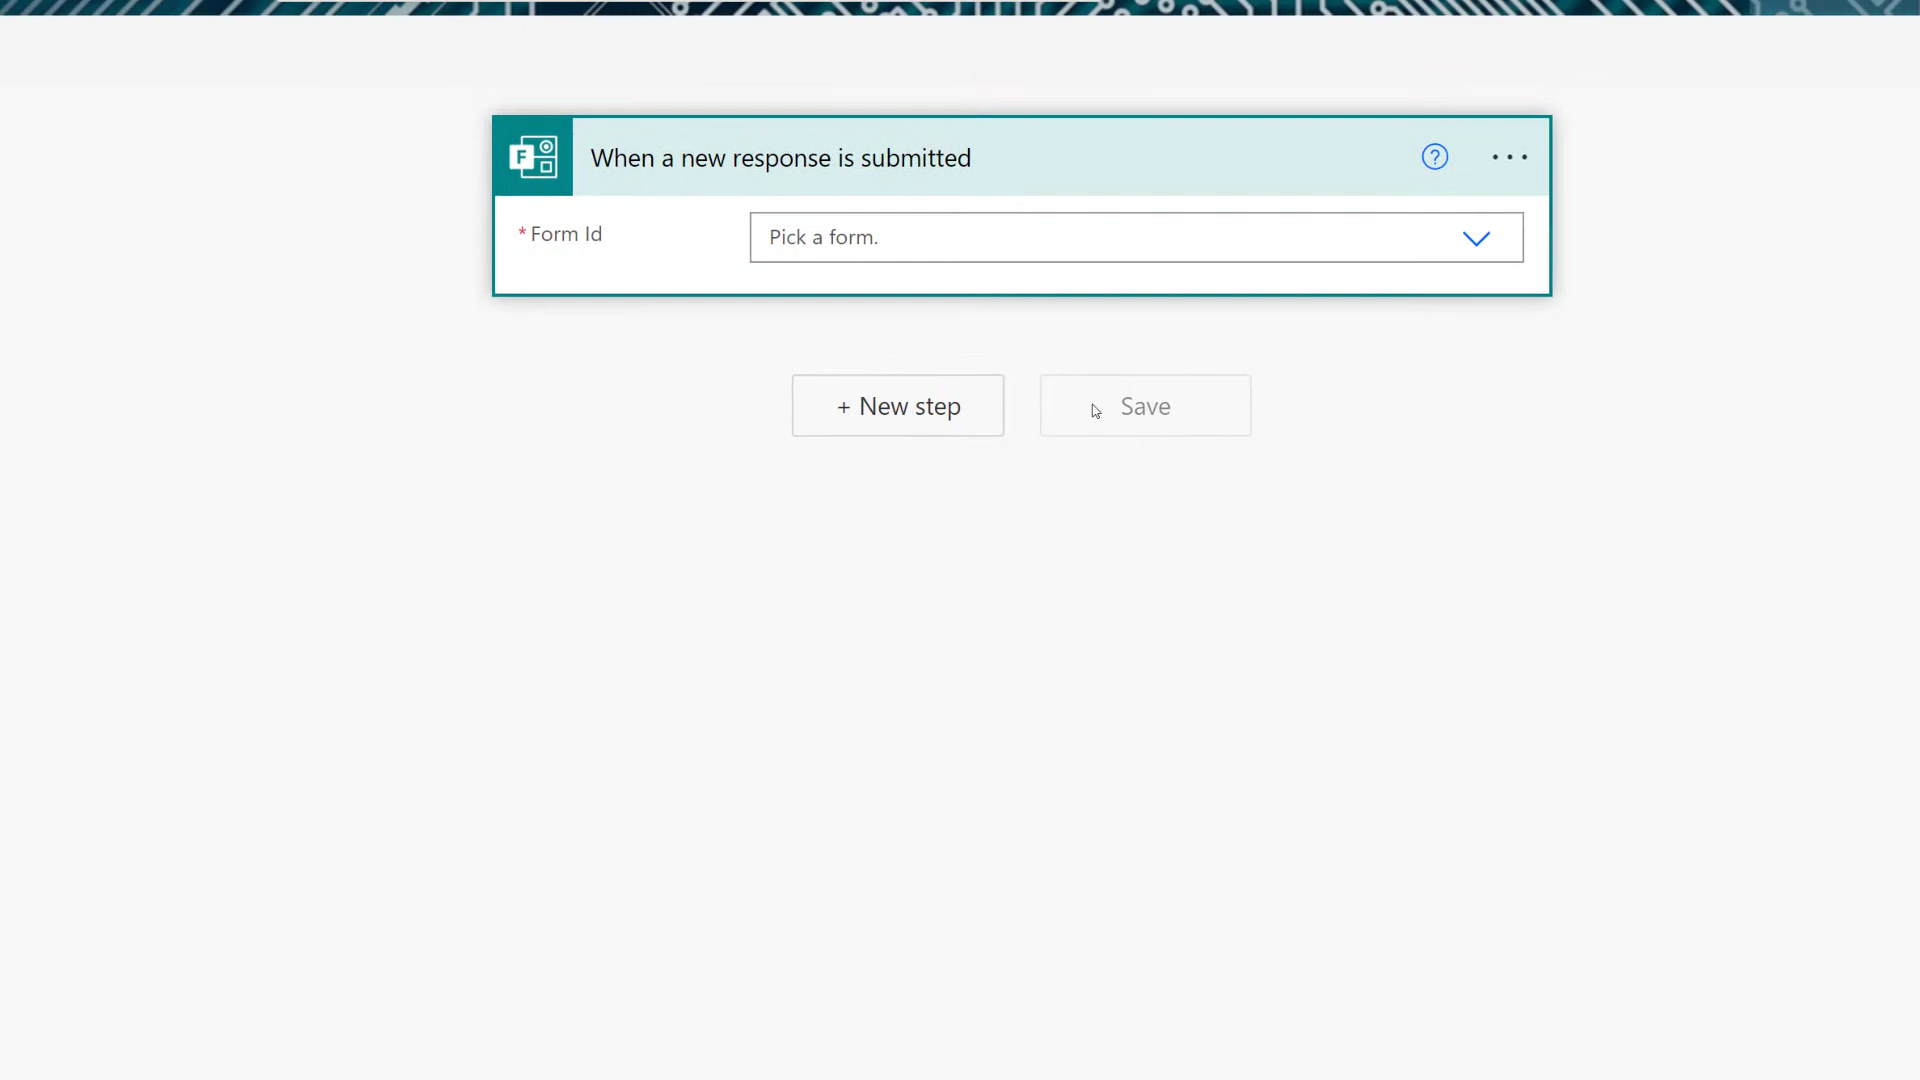 F
When a new response is submitted
?
* Form Id
Pick a form.
+ New step
Save